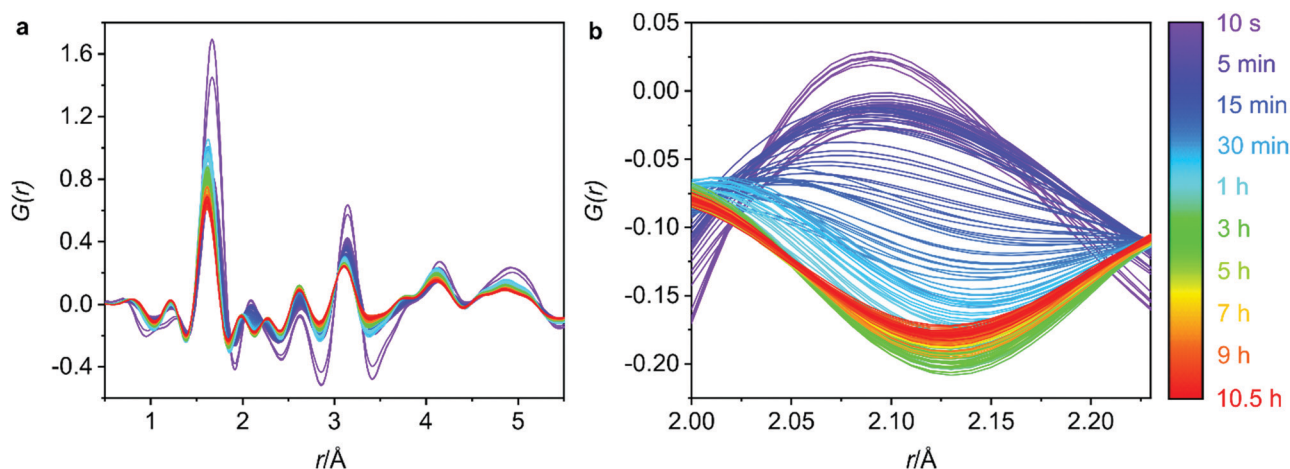 a
1.6
1.2
0.8
0.4
0.0
-0.4
G(r)
1 2 3 4 5
r/Å
b
0.05
0.00
-0.05
-0.10
-0.15
-0.20
G(r)
2.00 2.05 2.10 2.15 2.20
r/Å
10 s
5 min
15 min
30 min
1 h
3 h
5 h
7 h
9 h
10.5 h